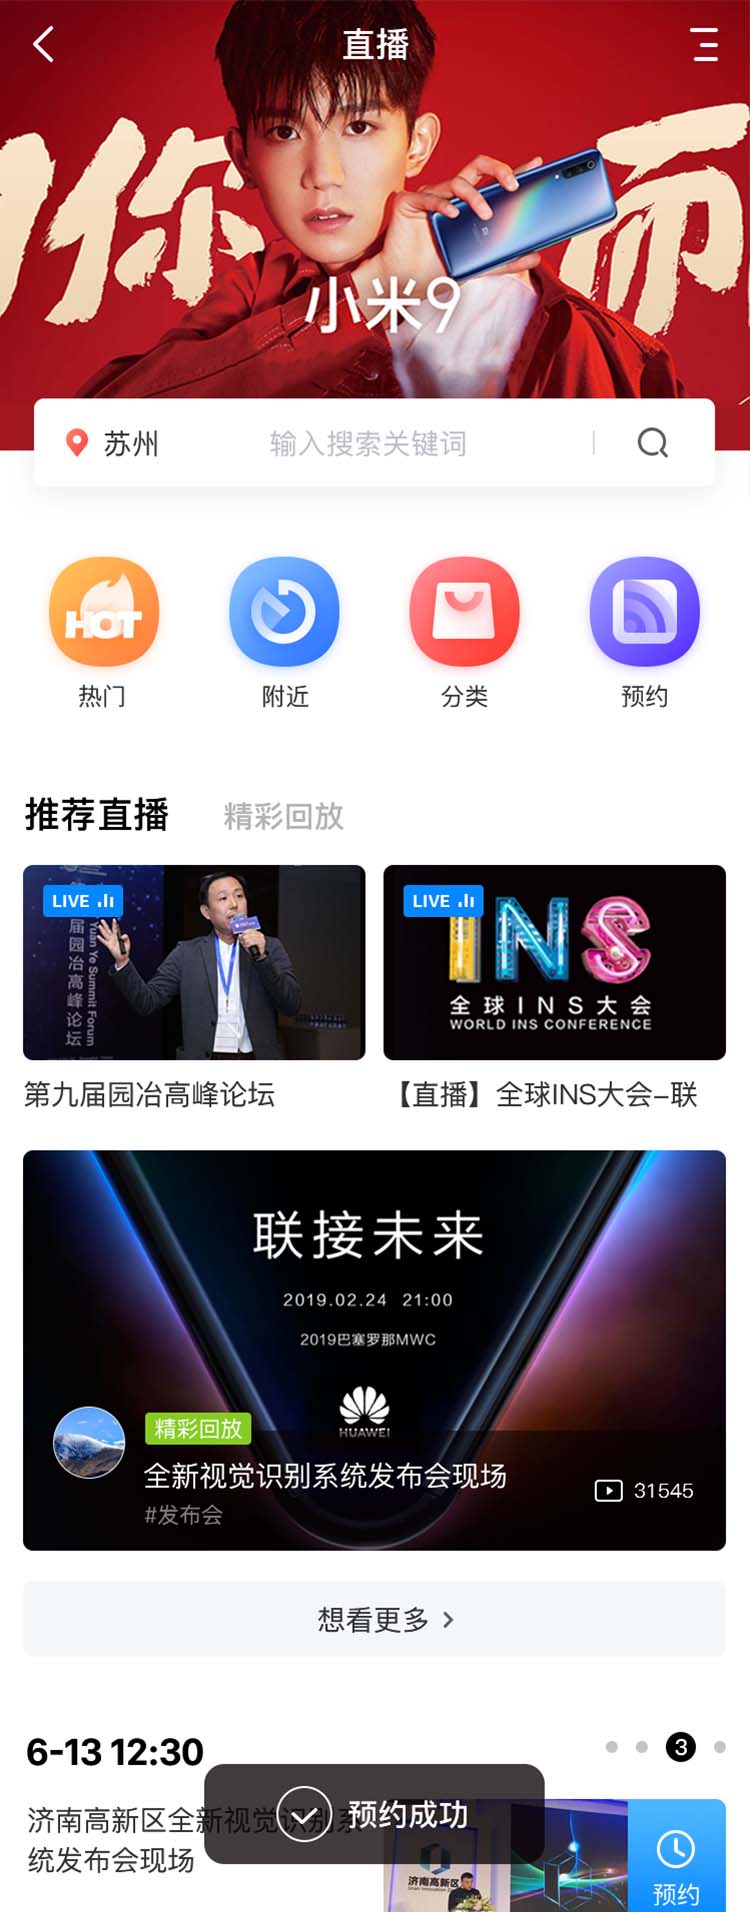 直播
你 而
小米9
苏州 输入搜索关键词
HOT
热门 附近 分类 预约
推荐直播 精彩回放
LIVE
Yuan Ye Summit Forum
届园冶高峰论坛
LIVE
INS
全球INS大会
WORLD INS CONFERENCE
第九届园冶高峰论坛
【直播】全球INS大会-联
联接未来
2019.02.24 21:00
2019巴塞罗那MWC
HUAWEI
精彩回放
全新视觉识别系统发布会现场
#发布会
31545
想看更多
6-13 12:30
3
济南高新区全新视觉识别系
统发布会现场
预约成功
济南高新区
预约